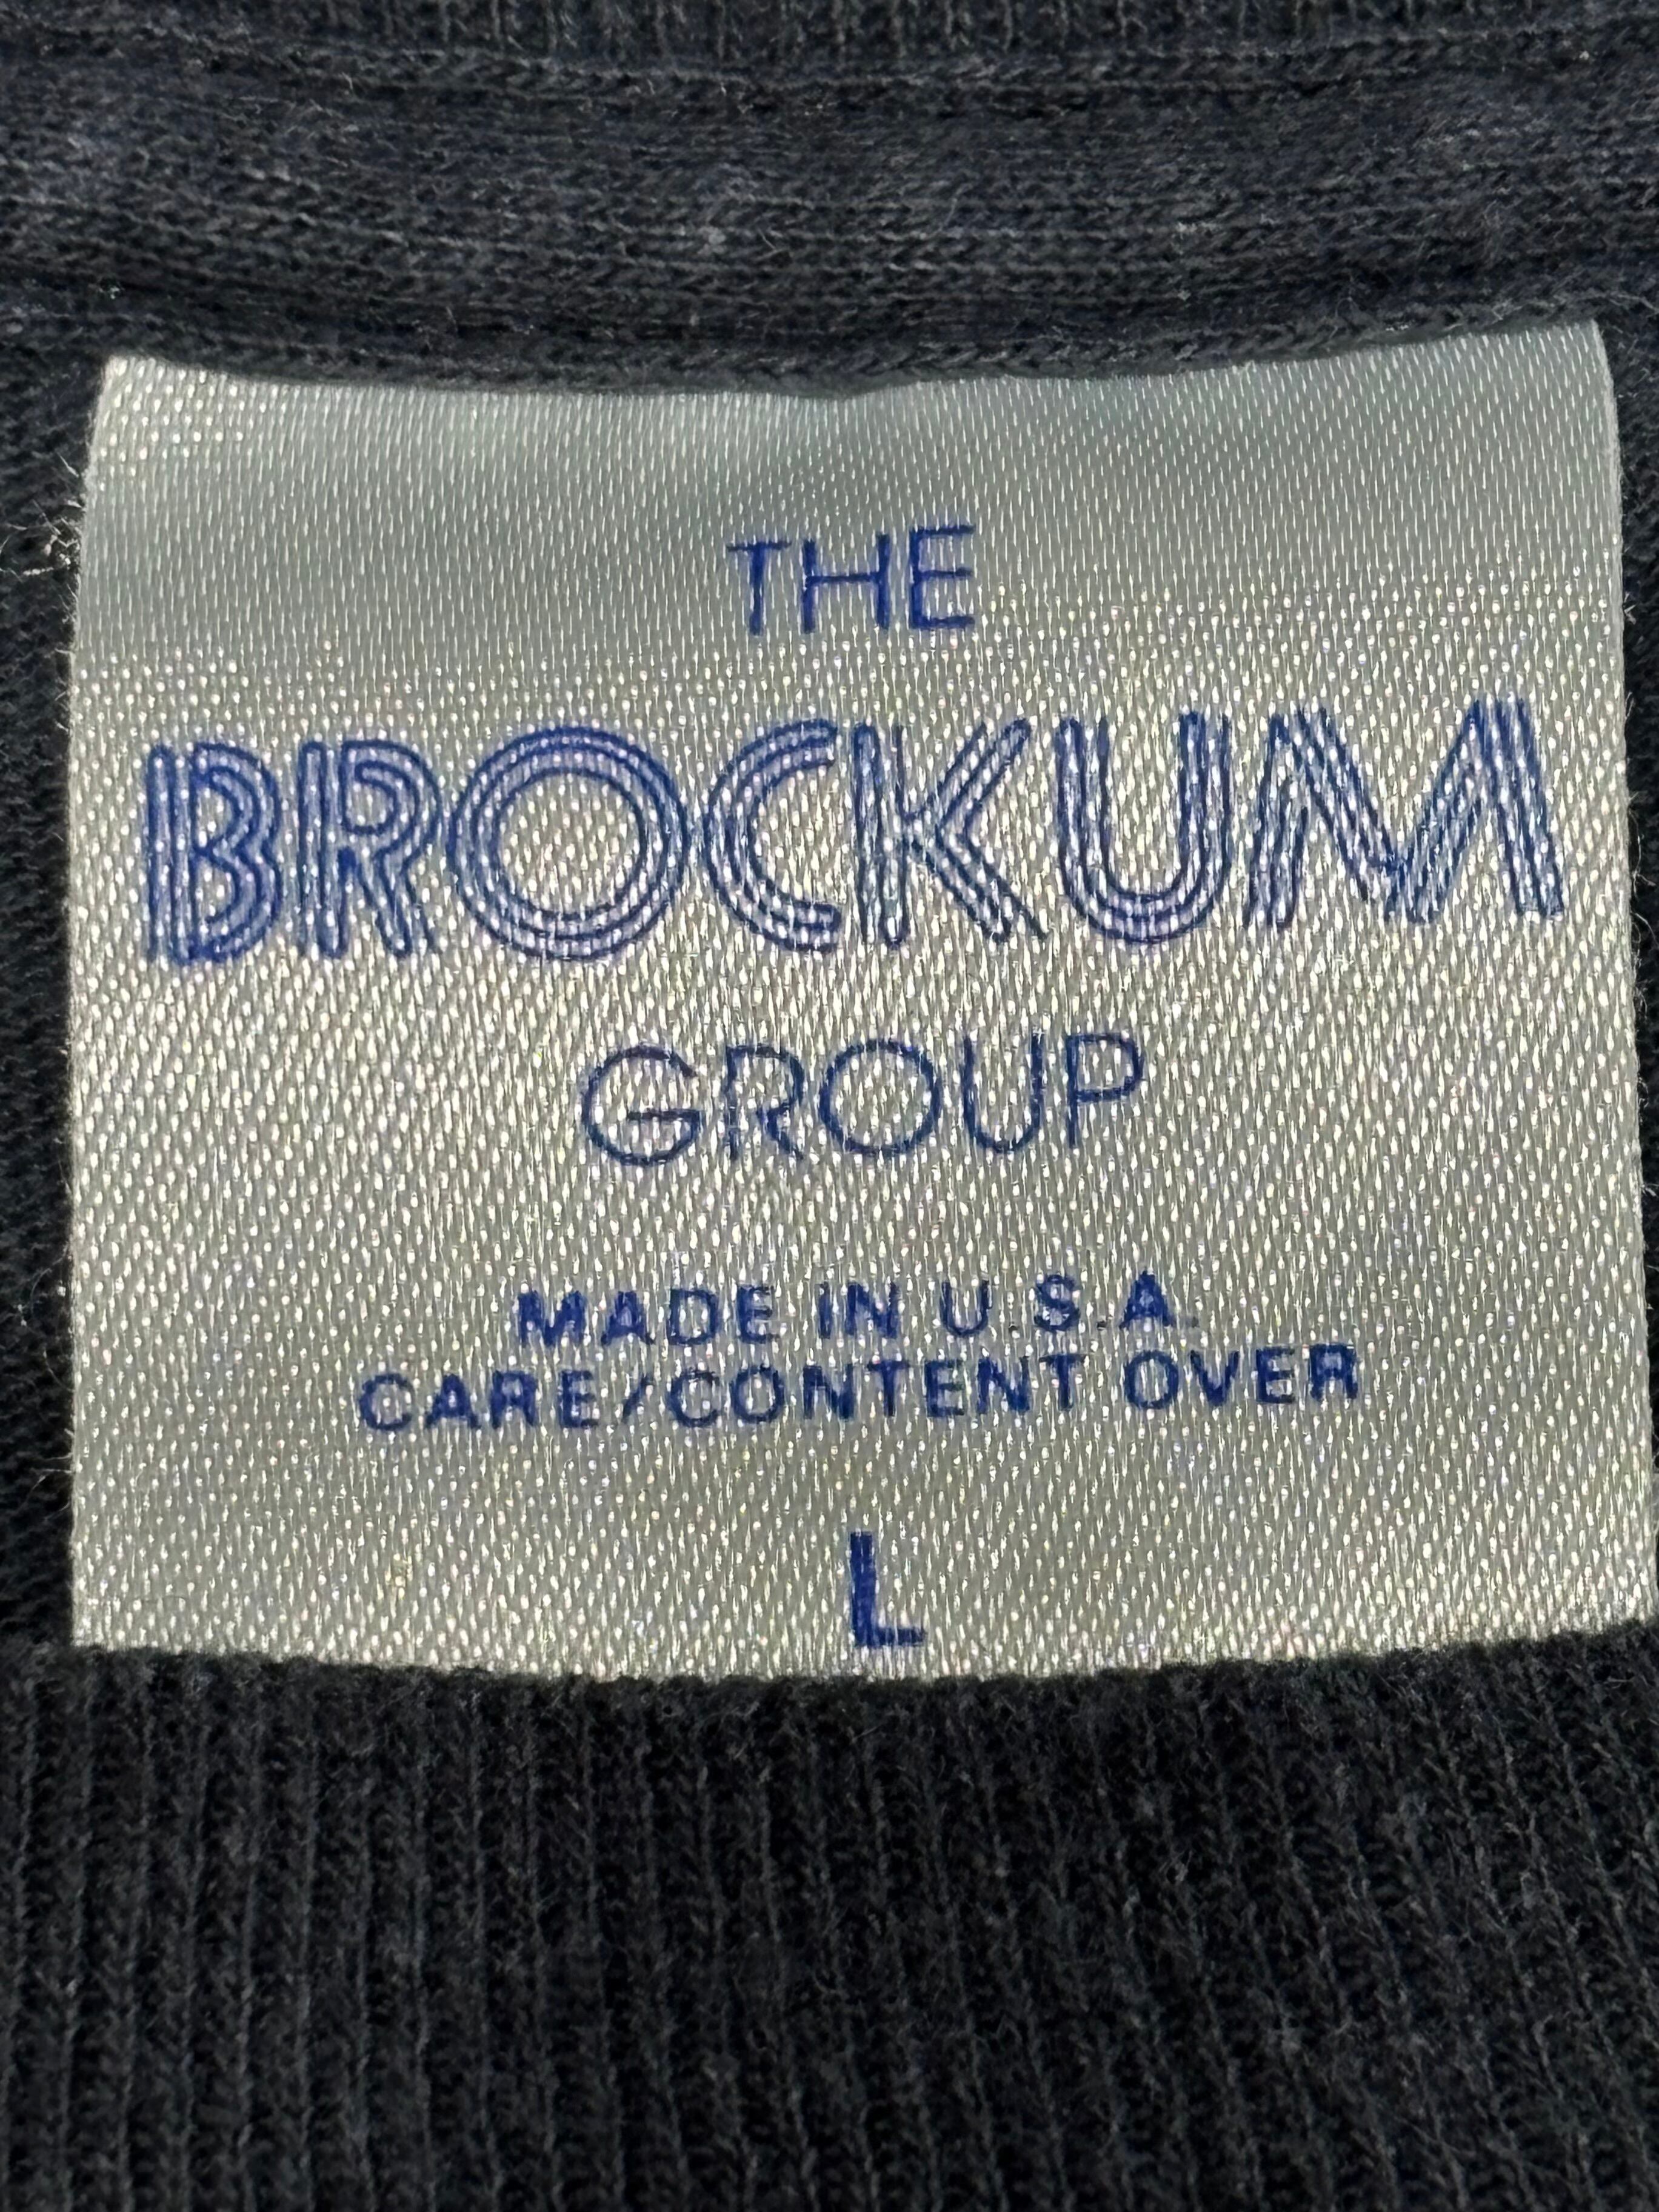 THE
BROCKUM
GROUP
MADE IN U.S.A.
CARE/CONTENT OVER
L